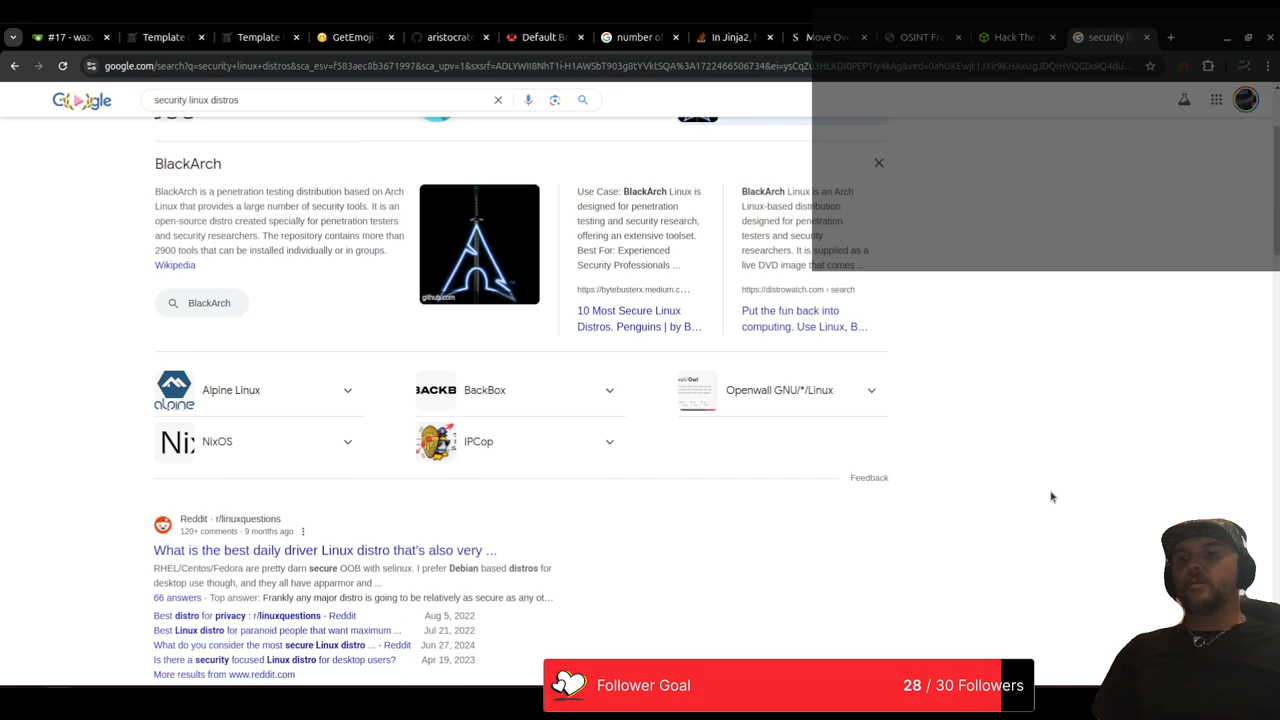 #17 - waz
Template L
Template L
GetEmoji -
aristocrat
Default Bo
number of
In Jinja2, h
Move Ove
OSINT Fra
Hack The
security li
google.com/search?q=security+linux+distros&sca_esv=f583aec8b3671997&sca_upv=1&sxsrf=
Google
security linux distros
BlackArch
BlackArch is a penetration testing distribution based on Arch
Linux that provides a large number of security tools. It is an
open-source distro created specially for penetration testers
and security researchers. The repository contains more than
2900 tools that can be installed individually or in groups.
Wikipedia
BlackArch
github.com
Use Case: BlackArch Linux is
designed for penetration
testing and security research,
offering an extensive toolset.
Best For: Experienced
Security Professionals ...
https://bytebusterx.medium.c...
10 Most Secure Linux
Distros. Penguins | by B...
BlackArch Linux is an Arch
Linux-based distribution
designed for penetration
testers and security
researchers. It is supplied as a
live DVD image that comes ...
https://distrowatch.com › search
Put the fun back into
computing. Use Linux, B...
Alpine Linux
BACKB
BackBox
Openwall GNU/*/Linux
alpine
Nix
NixOS
IPCop
Feedback
Reddit · r/linuxquestions
120+ comments · 9 months ago
What is the best daily driver Linux distro that's also very ...
RHEL/Centos/Fedora are pretty darn secure OOB with selinux. I prefer Debian based distros for
desktop use though, and they all have apparmor and ...
66 answers · Top answer: Frankly any major distro is going to be relatively as secure as any ot...
Best distro for privacy : r/linuxquestions - Reddit Aug 5, 2022
Best Linux distro for paranoid people that want maximum ... Jul 21, 2022
What do you consider the most secure Linux distro ... - Reddit Jun 27, 2024
Is there a security focused Linux distro for desktop users? Apr 19, 2023
More results from www.reddit.com
Follower Goal 28 / 30 Followers